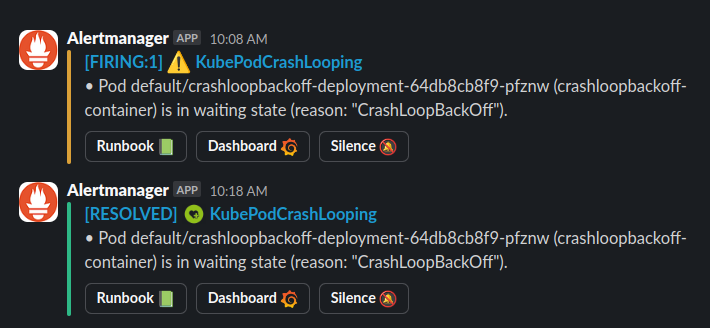 Alertmanager APP 10:08 AM
[FIRING:1] ⚠️ KubePodCrashLooping
• Pod default/crashloopbackoff-deployment-64db8cb8f9-pfznw (crashloopbackoff-
container) is in waiting state (reason: "CrashLoopBackOff").
Runbook 📗 Dashboard Silence 🔕
Alertmanager APP 10:18 AM
[RESOLVED] KubePodCrashLooping
• Pod default/crashloopbackoff-deployment-64db8cb8f9-pfznw (crashloopbackoff-
container) is in waiting state (reason: "CrashLoopBackOff").
Runbook 📗 Dashboard Silence 🔕